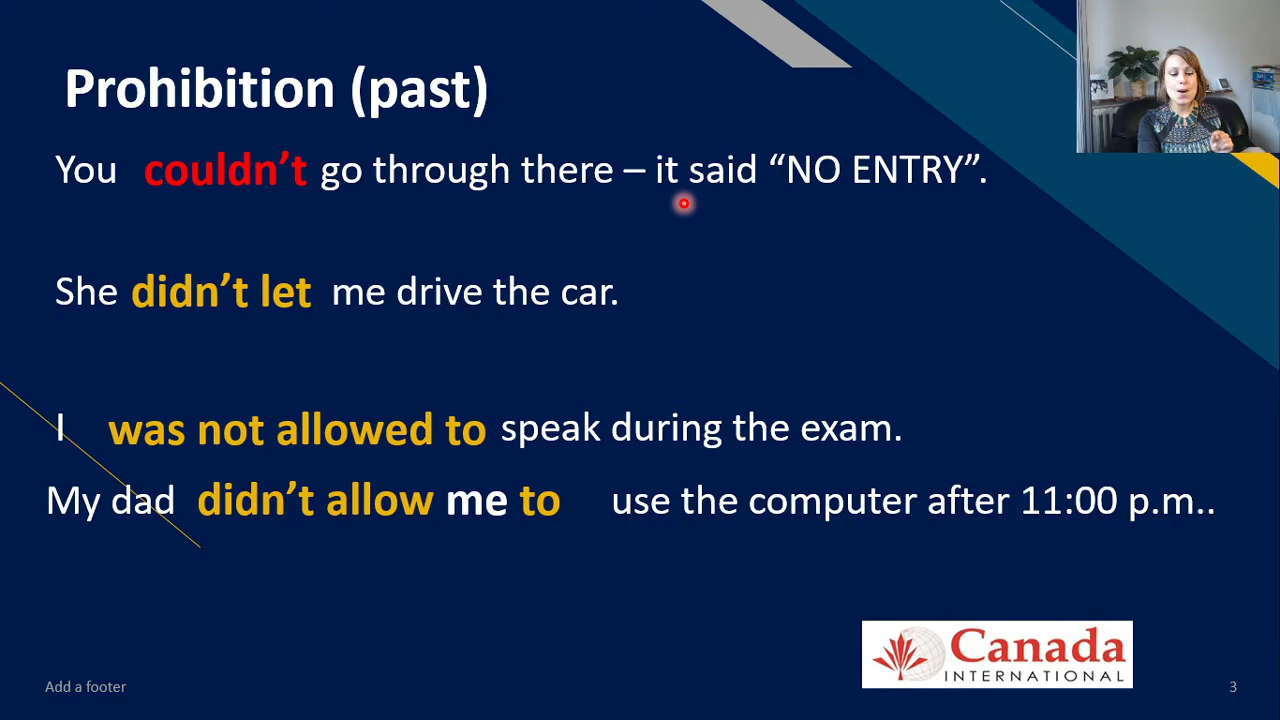 Prohibition (past)
You couldn’t go through there – it said “NO ENTRY”.
She didn’t let me drive the car.
I was not allowed to speak during the exam.
My dad didn’t allow me to use the computer after 11:00 p.m..
Canada
INTERNATIONAL
Add a footer
3